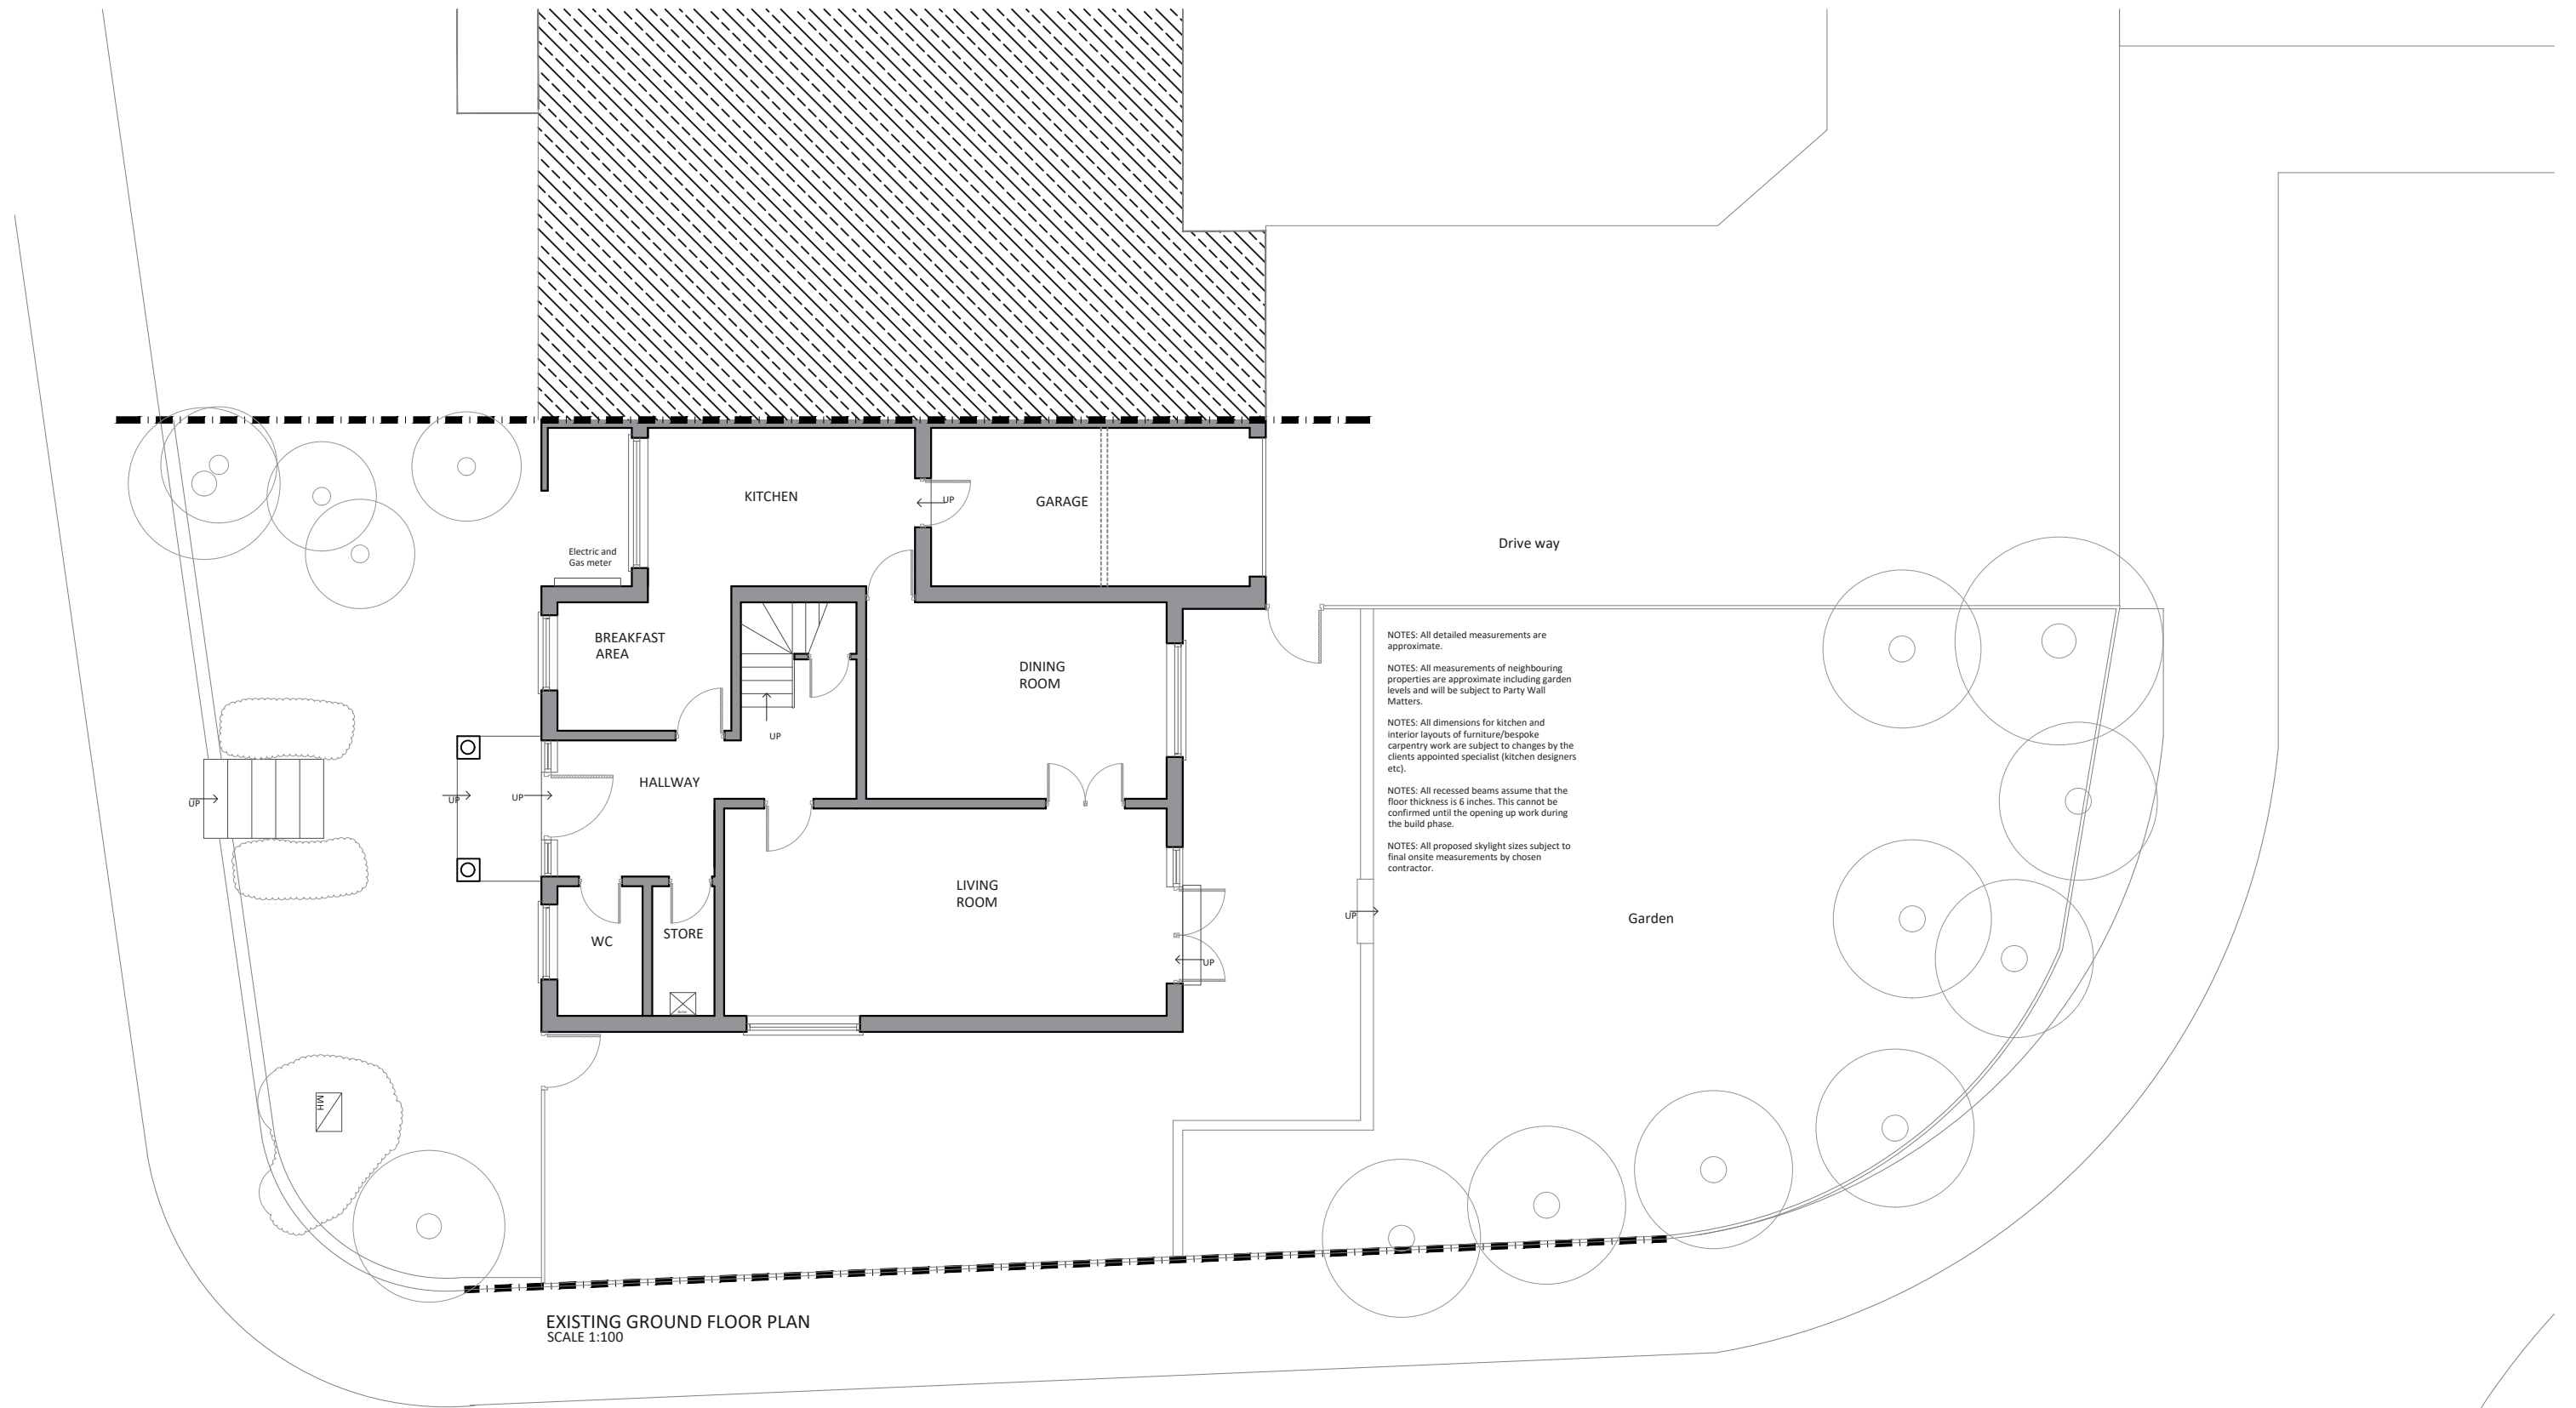 KITCHEN
UP
GARAGE
Drive way
Electric and
Gas meter
BREAKFAST
AREA
DINING
ROOM
UP
HALLWAY
UP
UP
UP
LIVING
ROOM
WC
STORE
UP
UP
Garden
NOTES: All detailed measurements are
approximate.
NOTES: All measurements of neighbouring
properties are approximate including garden
levels and will be subject to Party Wall
Matters.
NOTES: All dimensions for kitchen and
interior layouts of furniture/bespoke
carpentry work are subject to changes by the
clients appointed specialist (kitchen designers
etc).
NOTES: All recessed beams assume that the
floor thickness is 6 inches. This cannot be
confirmed until the opening up work during
the build phase.
NOTES: All proposed skylight sizes subject to
final onsite measurements by chosen
contractor.
MH
EXISTING GROUND FLOOR PLAN
SCALE 1:100